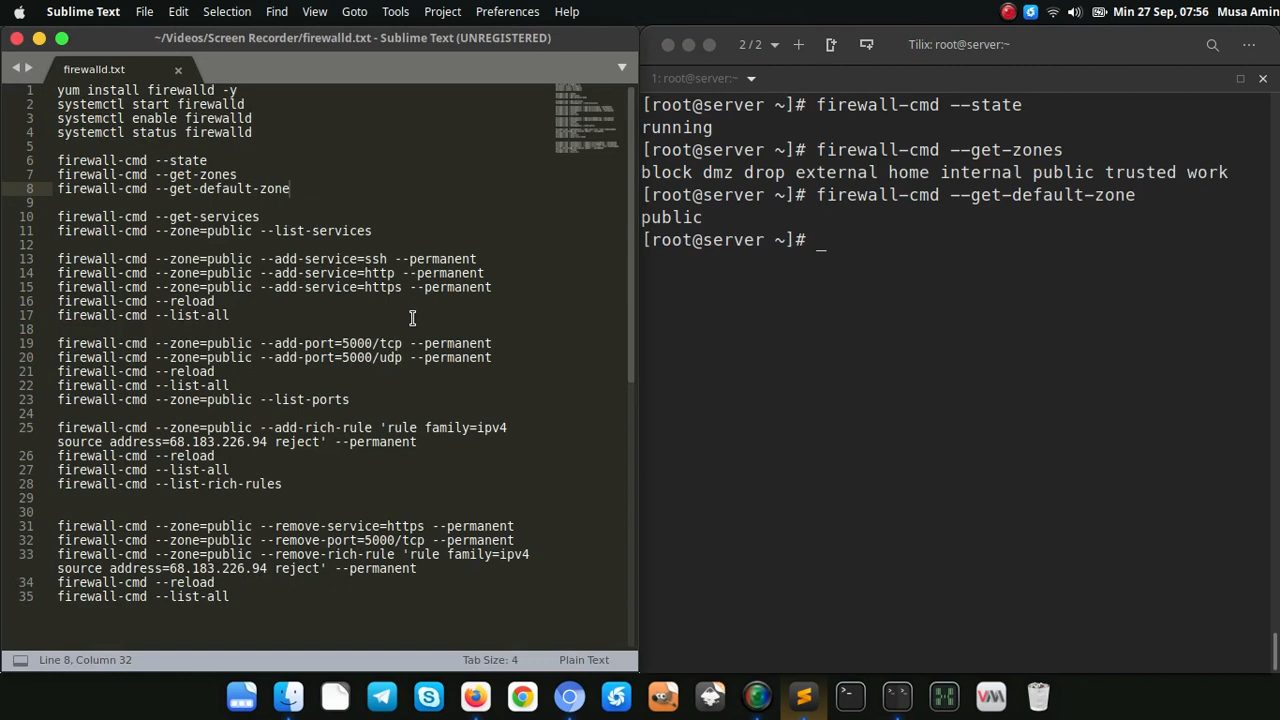 Sublime Text File Edit Selection Find View Goto Tools Project Preferences Help Min 27 Sep, 07:56 Musa Amin
~/Videos/Screen Recorder/firewalld.txt - Sublime Text (UNREGISTERED)
firewalld.txt
1 yum install firewalld -y
2 systemctl start firewalld
3 systemctl enable firewalld
4 systemctl status firewalld
5
6 firewall-cmd --state
7 firewall-cmd --get-zones
8 firewall-cmd --get-default-zone
9
10 firewall-cmd --get-services
11 firewall-cmd --zone=public --list-services
12
13 firewall-cmd --zone=public --add-service=ssh --permanent
14 firewall-cmd --zone=public --add-service=http --permanent
15 firewall-cmd --zone=public --add-service=https --permanent
16 firewall-cmd --reload
17 firewall-cmd --list-all
18
19 firewall-cmd --zone=public --add-port=5000/tcp --permanent
20 firewall-cmd --zone=public --add-port=5000/udp --permanent
21 firewall-cmd --reload
22 firewall-cmd --list-all
23 firewall-cmd --zone=public --list-ports
24
25 firewall-cmd --zone=public --add-rich-rule 'rule family=ipv4
source address=68.183.226.94 reject' --permanent
26 firewall-cmd --reload
27 firewall-cmd --list-all
28 firewall-cmd --list-rich-rules
29
30
31 firewall-cmd --zone=public --remove-service=https --permanent
32 firewall-cmd --zone=public --remove-port=5000/tcp --permanent
33 firewall-cmd --zone=public --remove-rich-rule 'rule family=ipv4
source address=68.183.226.94 reject' --permanent
34 firewall-cmd --reload
35 firewall-cmd --list-all
Line 8, Column 32 Tab Size: 4 Plain Text
2 / 2 Tilix: root@server:~
1: root@server:~
[root@server ~]# firewall-cmd --state
running
[root@server ~]# firewall-cmd --get-zones
block dmz drop external home internal public trusted work
[root@server ~]# firewall-cmd --get-default-zone
public
[root@server ~]# _